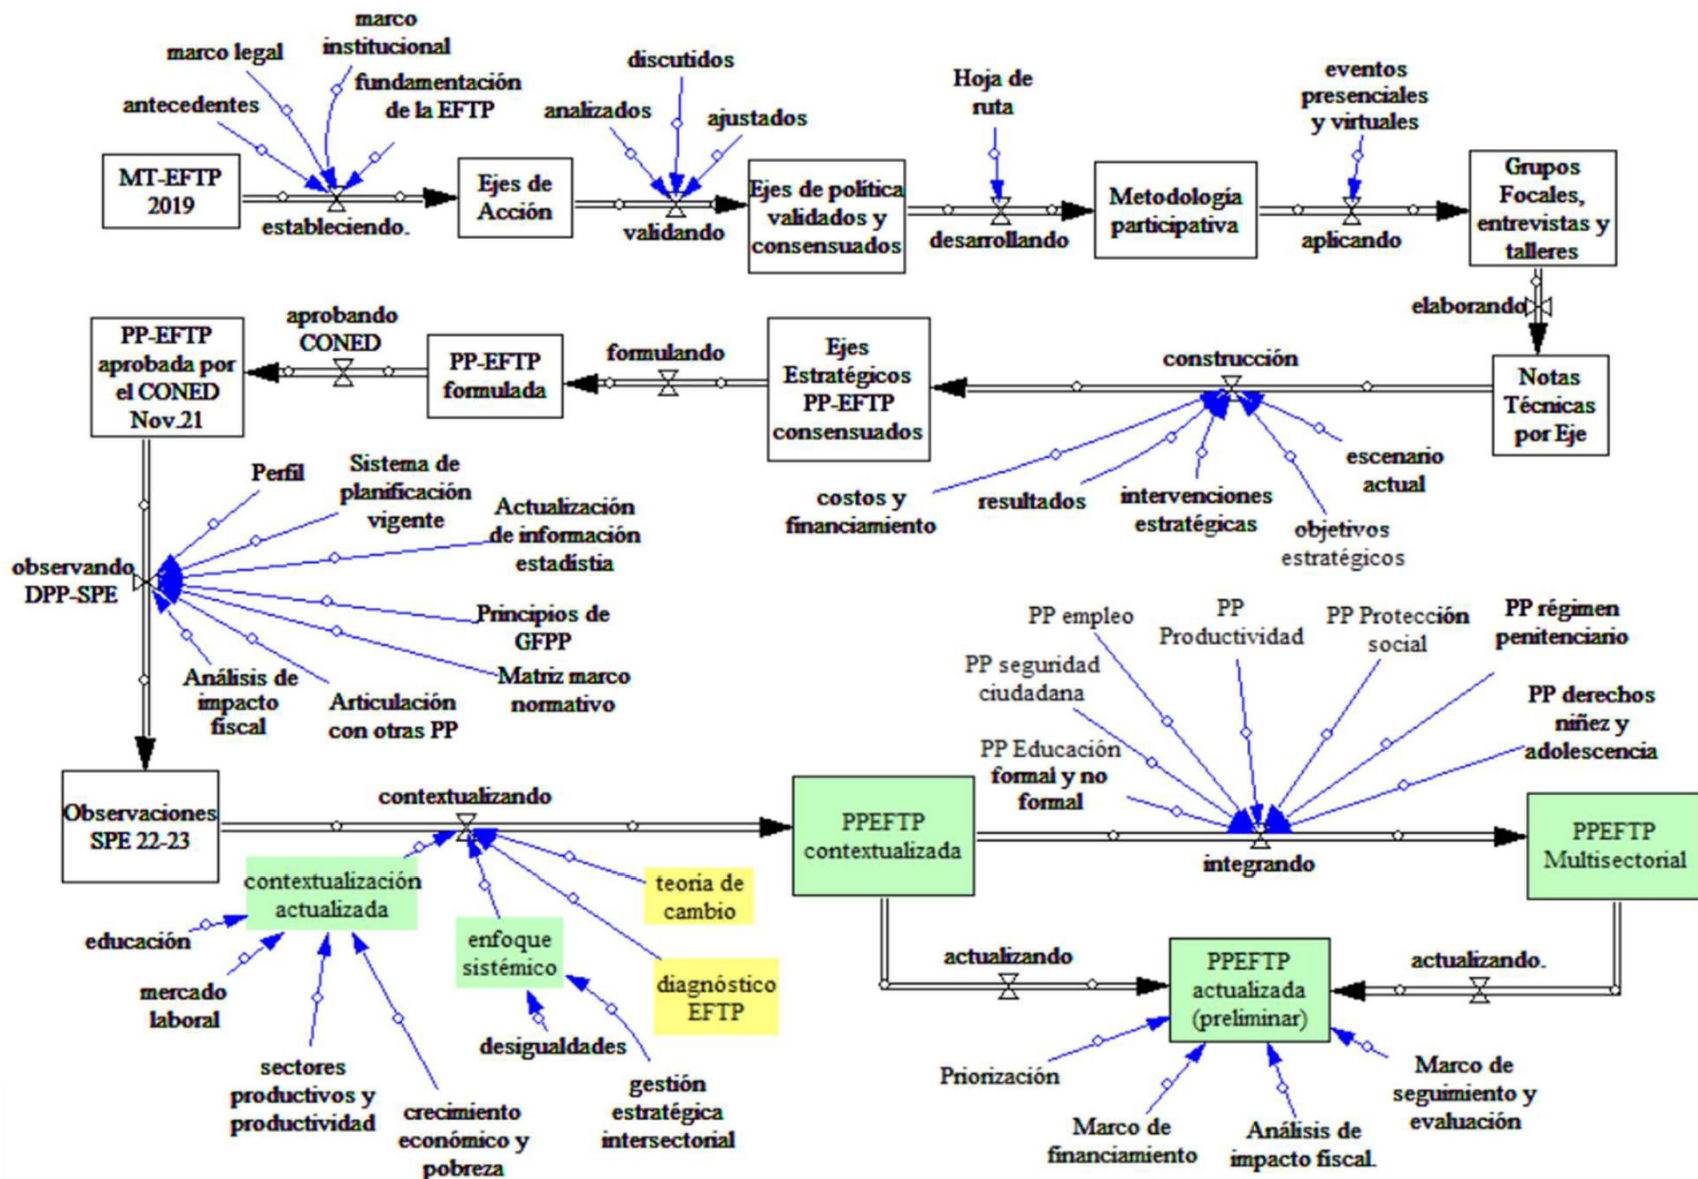 marco
institucional
marco legal
antecedentes
fundamentación
de la EFTP
discutidos
analizados
ajustados
Hoja de
ruta
eventos
presenciales
y virtuales
MT-EFTP
2019
estableciendo.
Ejes de
Acción
validando
Ejes de política
validados y
consensuados
desarrollando
Metodología
participativa
aplicando
Grupos
Focales,
entrevistas y
talleres
elaborando
PP-EFTP
aprobada por
el CONED
Nov.21
aprobando
CONED
PP-EFTP
formulada
formulando
Ejes
Estratégicos
PP-EFTP
consensuados
construcción
Notas
Técnicas
por Eje
costos y
financiamiento
resultados
intervenciones
estratégicas
objetivos
estratégicos
escenario
actual
Perfil
Sistema de
planificación
vigente
Actualización
de información
estadistia
observando
DPP-SPE
Principios de
GFPP
Matriz marco
normativo
Articulación
con otras PP
Análisis de
impacto
fiscal
PP empleo
PP
Productividad
PP Protección
social
PP régimen
penitenciario
PP seguridad
ciudadana
PP derechos
niñez y
adolescencia
PP Educación
formal y no
formal
Observaciones
SPE 22-23
contextualizando
PPEFTP
contextualizada
integrando
PPEFTP
Multisectorial
contextualización
actualizada
teoría de
cambio
enfoque
sistémico
diagnóstico
EFTP
educación
mercado
laboral
sectores
productivos y
productividad
crecimiento
económico y
pobreza
desigualdades
gestión
estratégica
intersectorial
actualizando
PPEFTP
actualizada
(preliminar)
actualizando.
Priorización
Marco de
financiamiento
Análisis de
impacto fiscal.
Marco de
seguimiento y
evaluación